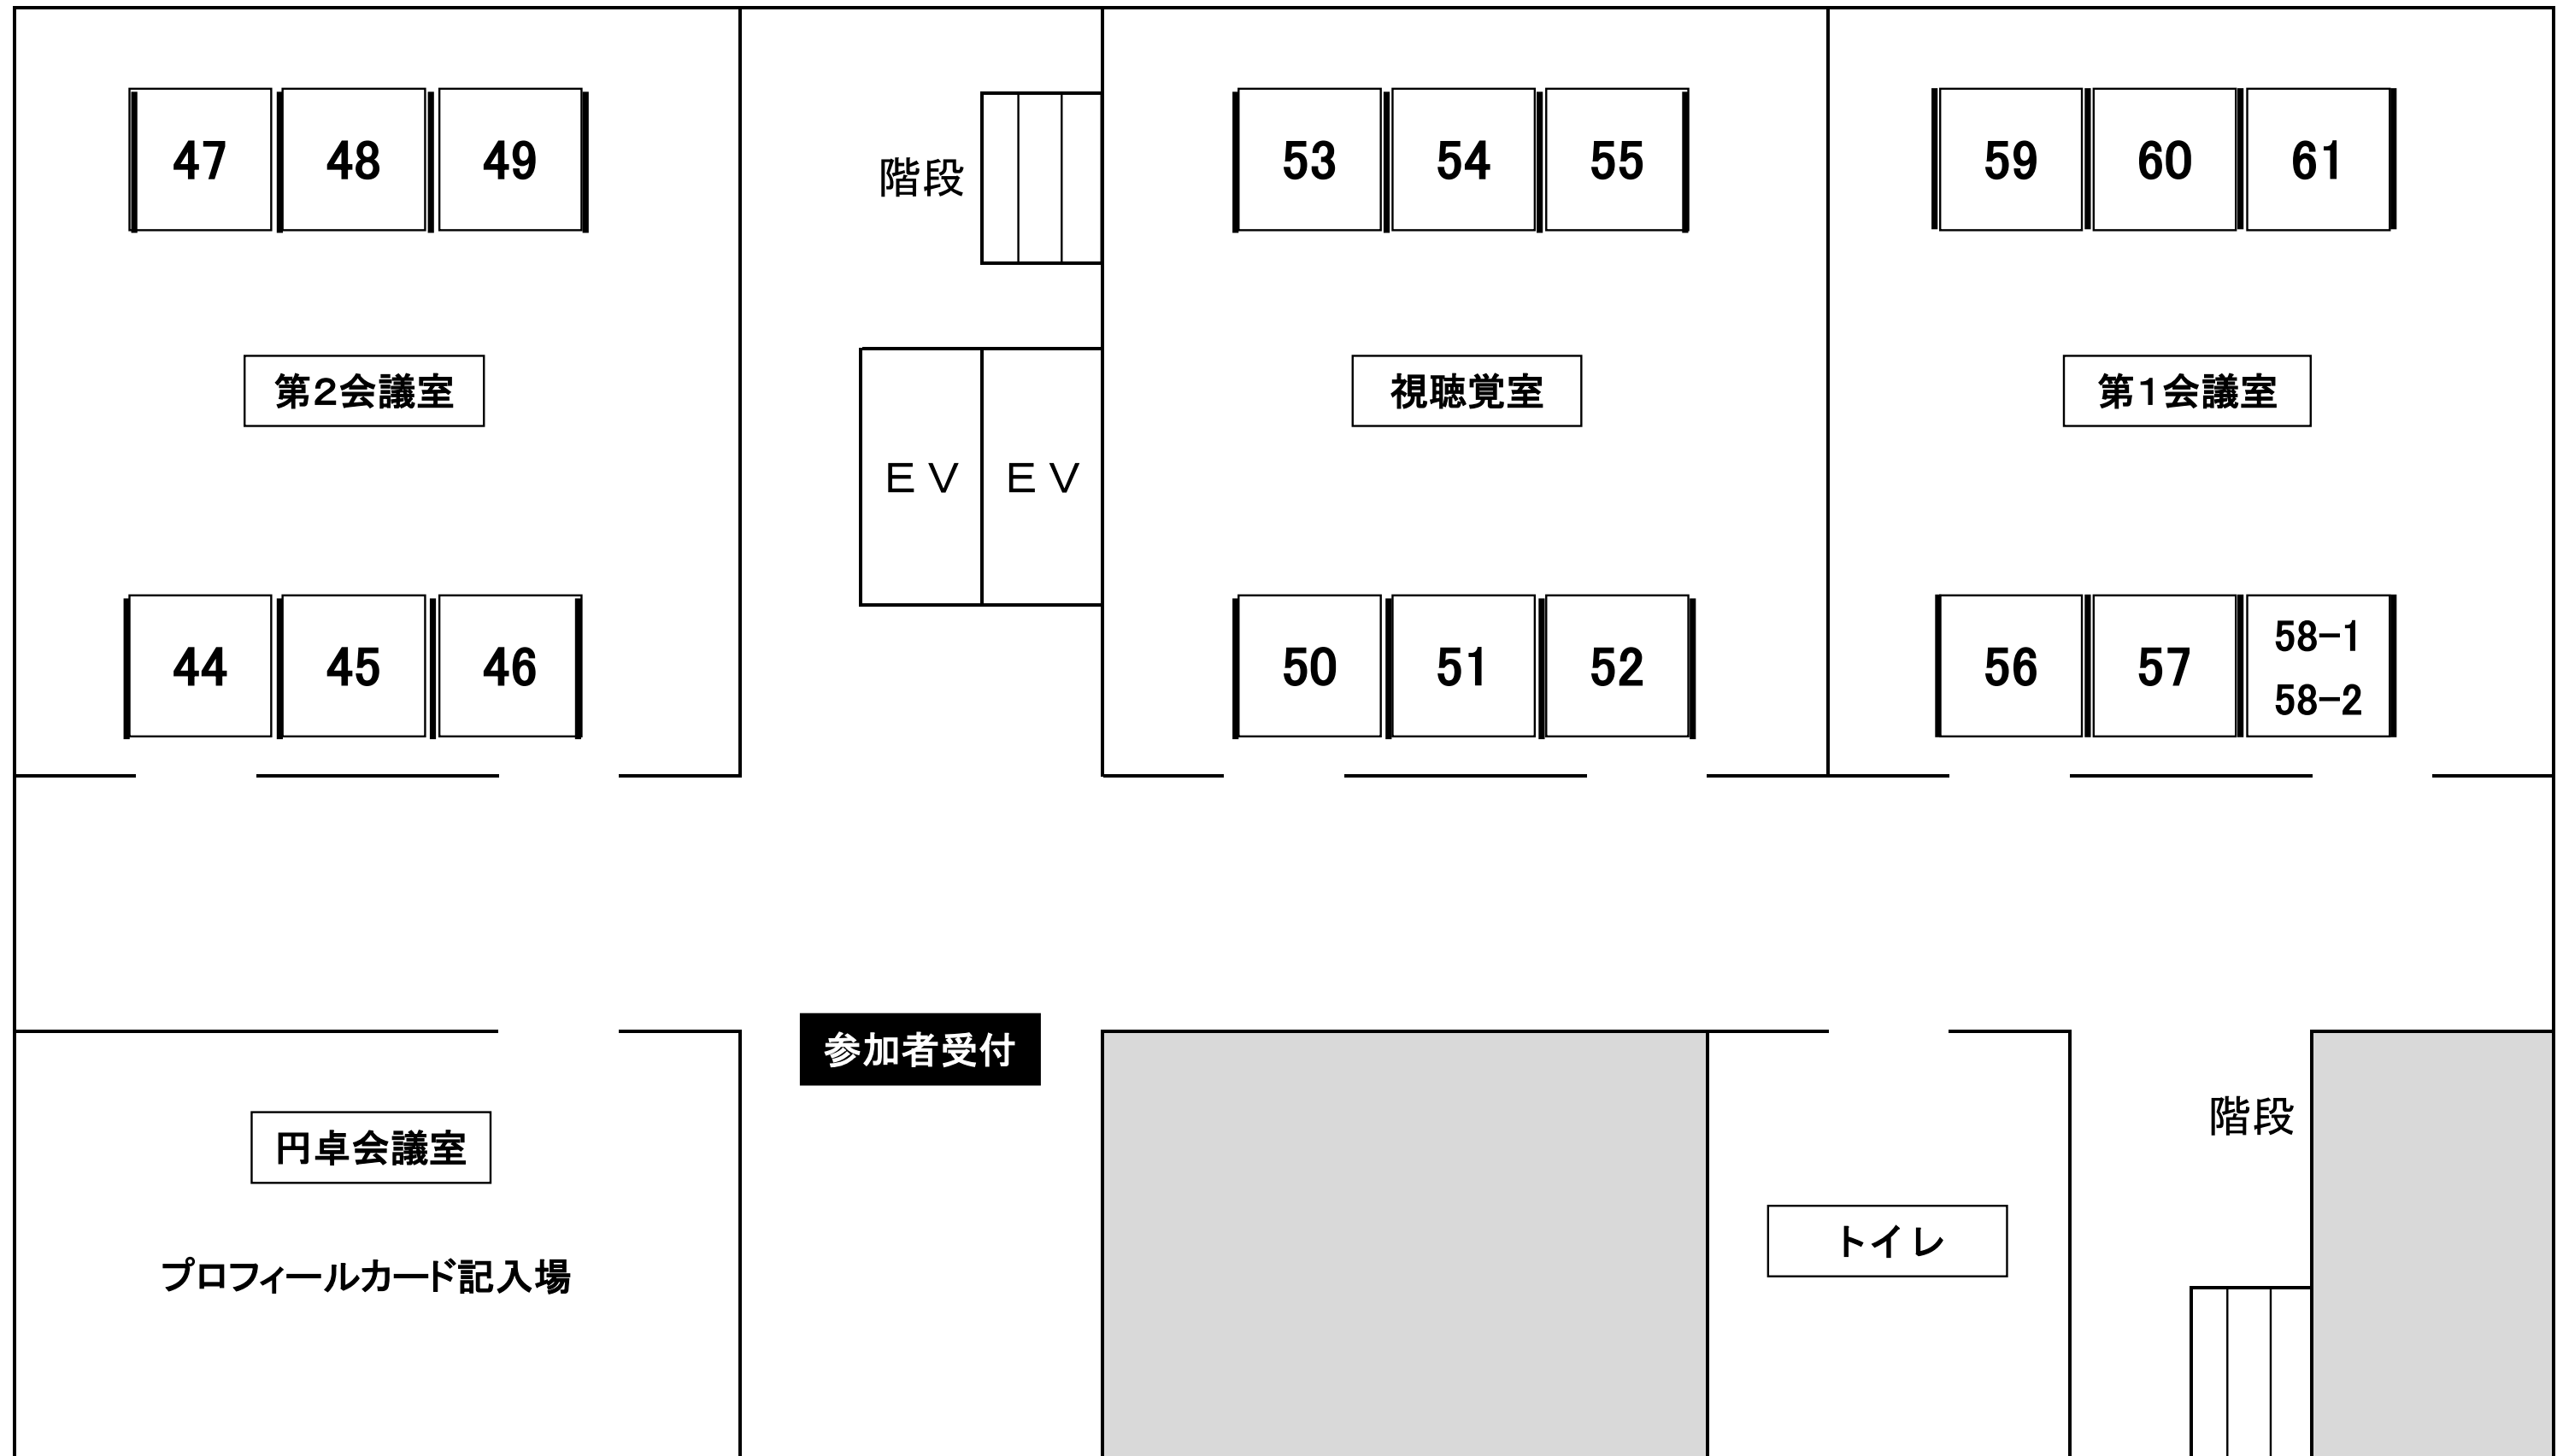 47 48 49
階段
53 54 55
59 60 61
第2会議室
視聴覚室
第1会議室
ＥＶ ＥＶ
44 45 46
50 51 52
56 57
58-1
58-2
参加者受付
円卓会議室
プロフィールカード記入場
トイレ
階段